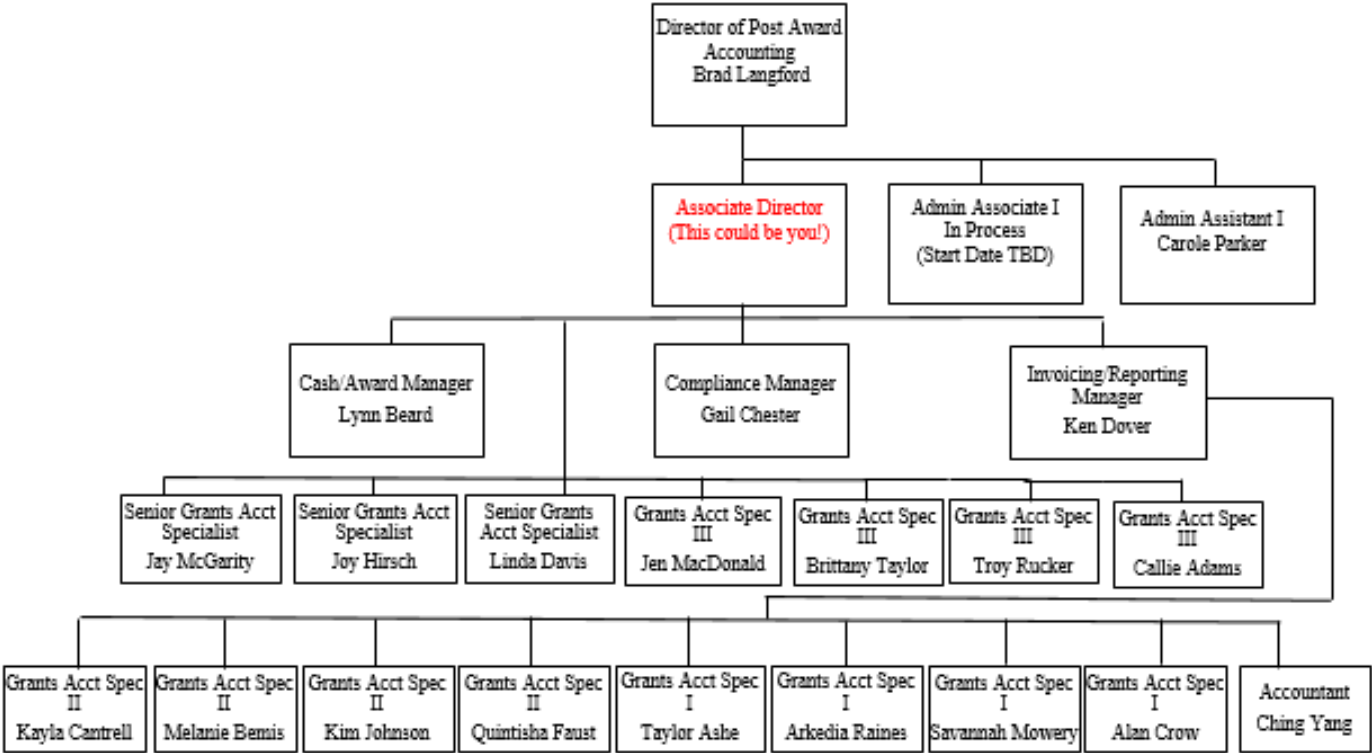 Director of Post Award
Accounting
Brad Langford
Associate Director
(This could be you!)
Admin Associate I
In Process
(Start Date TBD)
Admin Assistant I
Carole Parker
Cash/Award Manager
Lynn Beard
Compliance Manager
Gail Chester
Invoicing/Reporting
Manager
Ken Dover
Senior Grants Acct
Specialist
Jay McGarity
Senior Grants Acct
Specialist
Joy Hirsch
Senior Grants
Acct Specialist
Linda Davis
Grants Acct Spec
III
Jen MacDonald
Grants Acct Spec
III
Brittany Taylor
Grants Acct Spec
III
Troy Rucker
Grants Acct Spec
III
Callie Adams
Grants Acct Spec
II
Kayla Cantrell
Grants Acct Spec
II
Melanie Bemis
Grants Acct Spec
II
Kim Johnson
Grants Acct Spec
II
Quintisha Faust
Grants Acct Spec
I
Taylor Ashe
Grants Acct Spec
I
Arkedia Raines
Grants Acct Spec
I
Savannah Mowery
Grants Acct Spec
I
Alan Crow
Accountant
Ching Yang